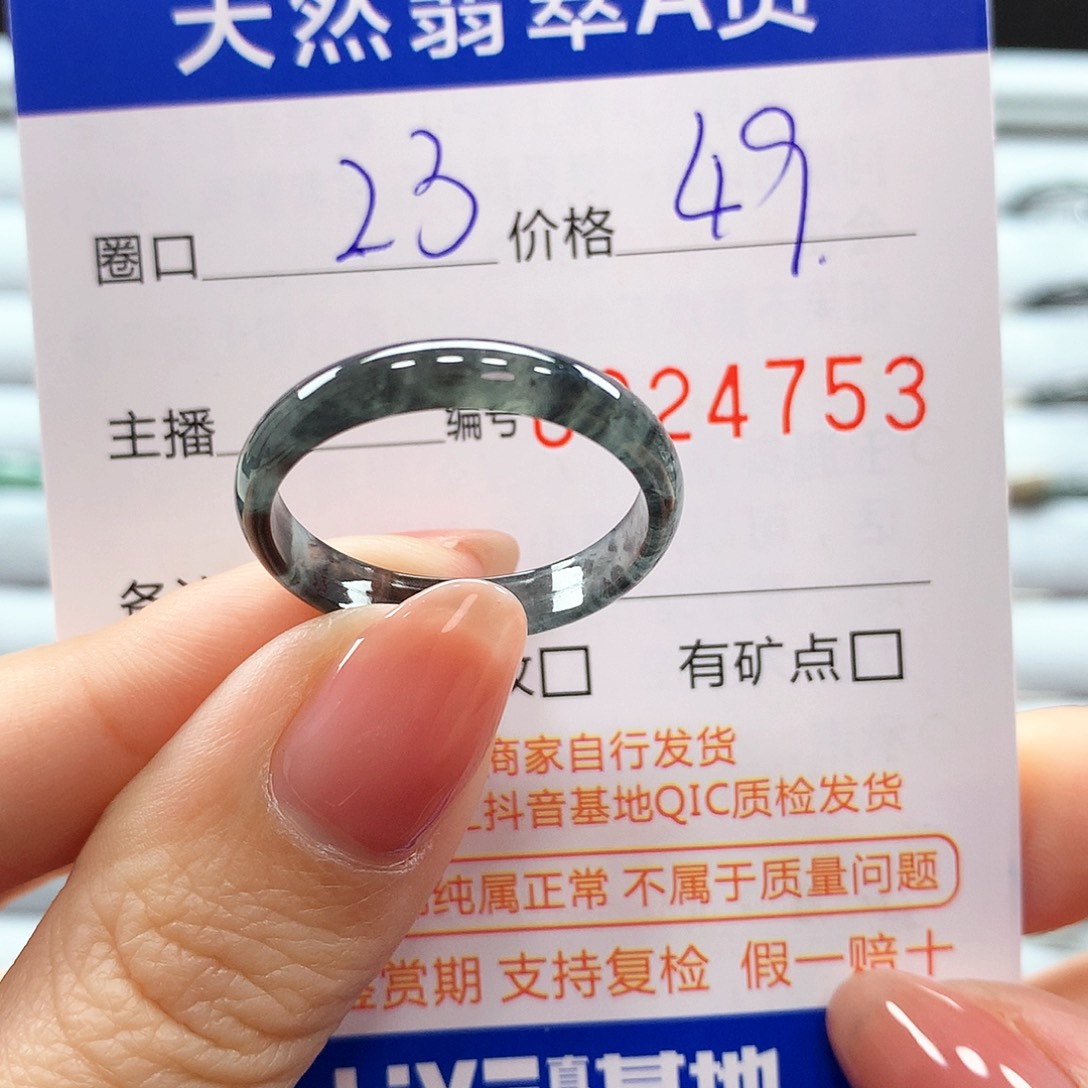 天然翡翠A货
圈口 23 价格 49.
主播 编号 24753
有矿点
商家自行发货
抖音基地QIC质检发货
纯属正常 不属于质量问题
赏期 支持复检 假一赔十
基地